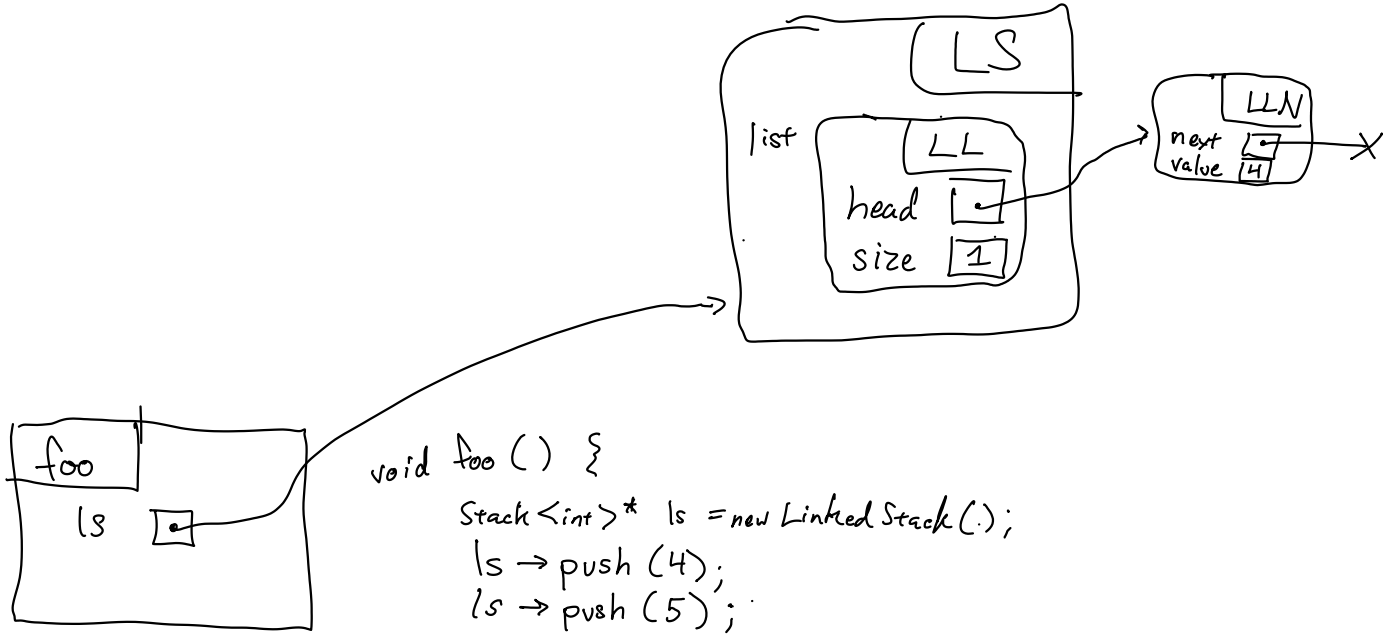 LS
list
LL
head
size 1
LLN
next
value 4
foo
ls
void foo () {
Stack<int>* ls = new LinkedStack();
ls → push (4);
ls → push (5);